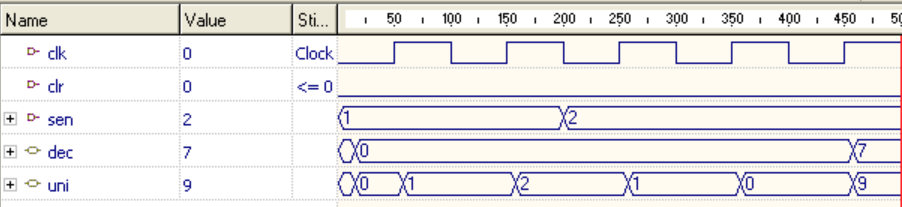 Name Value Sti... 50 100 150 200 250 300 350 400 450
clk 0 Clock
clr 0 <= 0
sen 2 1 2
dec 7 0 7
uni 9 0 1 2 1 0 9